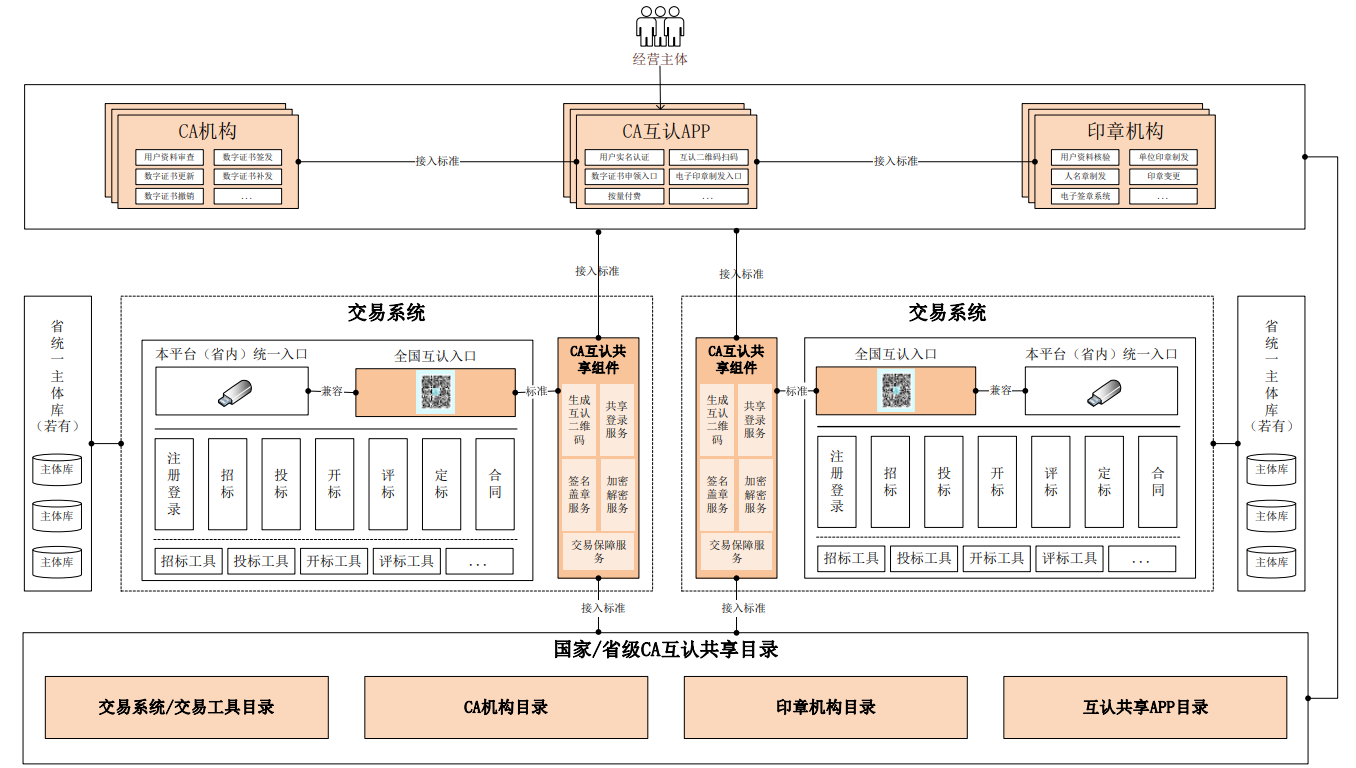 经营主体
CA机构
用户资料审查
数字证书签发
数字证书更新
数字证书补发
数字证书撤销
...
接入标准
CA互认APP
用户实名认证
互认二维码扫码
数字证书申领入口
电子印章制发入口
按量付费
...
接入标准
印章机构
用户资料核验
单位印章制发
人名章制发
印章变更
电子签章系统
...
接入标准
接入标准
省
统
一
主
体
库
（若有）
主体库
主体库
主体库
交易系统
本平台（省内）统一入口
全国互认入口
兼容
标准
注
册
登
录
招
标
投
标
开
标
评
标
定
标
合
同
招标工具
投标工具
开标工具
评标工具
...
CA互认共
享组件
生成
互认
二维
码
共享
登录
服务
签名
盖章
服务
加密
解密
服务
交易保障服
务
交易系统
CA互认共
享组件
生成
互认
二维
码
共享
登录
服务
签名
盖章
服务
加密
解密
服务
交易保障服
务
标准
全国互认入口
兼容
本平台（省内）统一入口
注
册
登
录
招
标
投
标
开
标
评
标
定
标
合
同
招标工具
投标工具
开标工具
评标工具
...
省
统
一
主
体
库
（若有）
主体库
主体库
主体库
接入标准
接入标准
国家/省级CA互认共享目录
交易系统/交易工具目录
CA机构目录
印章机构目录
互认共享APP目录